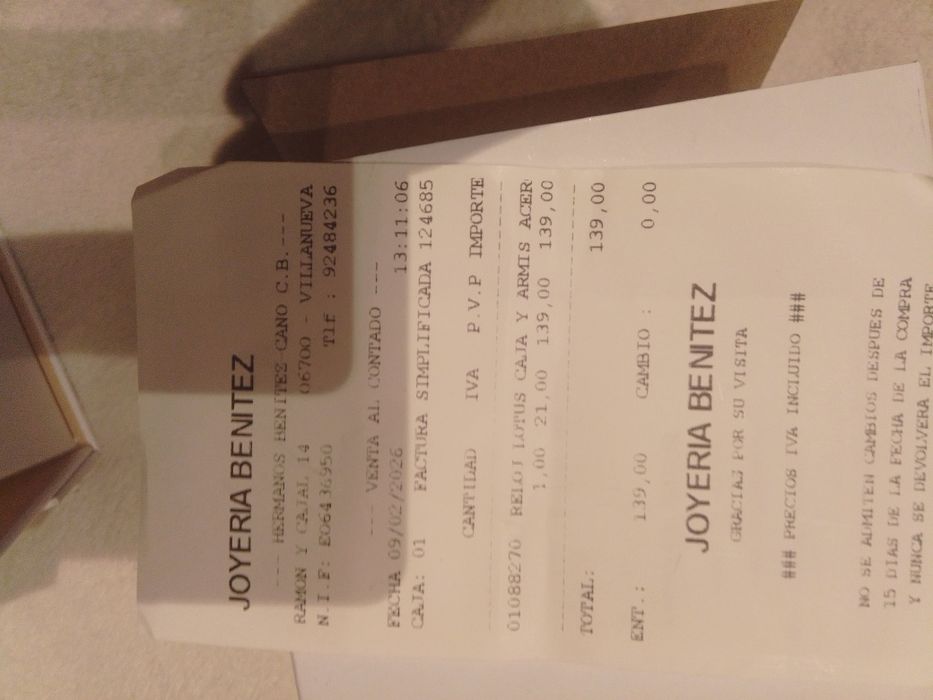 JOYERIA BENITEZ
--- HERMANOS BENITEZ CANO C.B.---
RAMON Y CAJAL 14 06700 - VILLANUEVA
N.I.F: E06436950 Tlf : 92484236
--- VENTA AL CONTADO ---
FECHA 09/02/2026 13:11:06
CAJA: 01 FACTURA SIMPLIFICADA 124685
CANTIDAD IVA P.V.P IMPORTE
01088270 RELOJ LOTUS CAJA Y ARMIS ACER
1,00 21,00 139,00 139,00
TOTAL: 139,00
ENT.: 139,00 CAMBIO : 0,00
JOYERIA BENITEZ
GRACIAS POR SU VISITA
### PRECIOS IVA INCLUIDO ###
NO SE ADMITEN CAMBIOS DESPUES DE
15 DIAS DE LA FECHA DE LA COMPRA
Y NUNCA SE DEVOLVERA EL IMPORTE